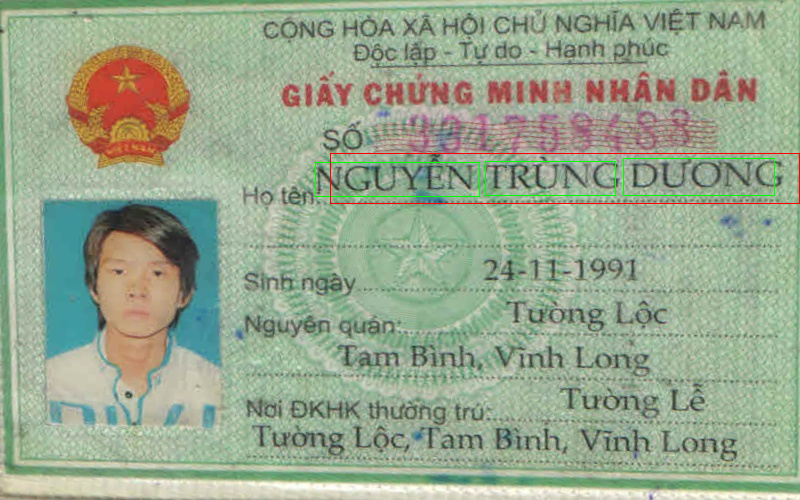 CỘNG HÒA XÃ HỘI CHỦ NGHĨA VIỆT NAM
Độc lập - Tự do - Hạnh phúc
GIẤY CHỨNG MINH NHÂN DÂN
SỐ 331758488
Họ tên NGUYỄN TRÙNG DƯƠNG
Sinh ngày 24-11-1991
Nguyên quán: Tường Lộc
Tam Bình, Vĩnh Long
Nơi ĐKHK thường trú: Tường Lễ
Tường Lộc, Tam Bình, Vĩnh Long
VIỆT NAM